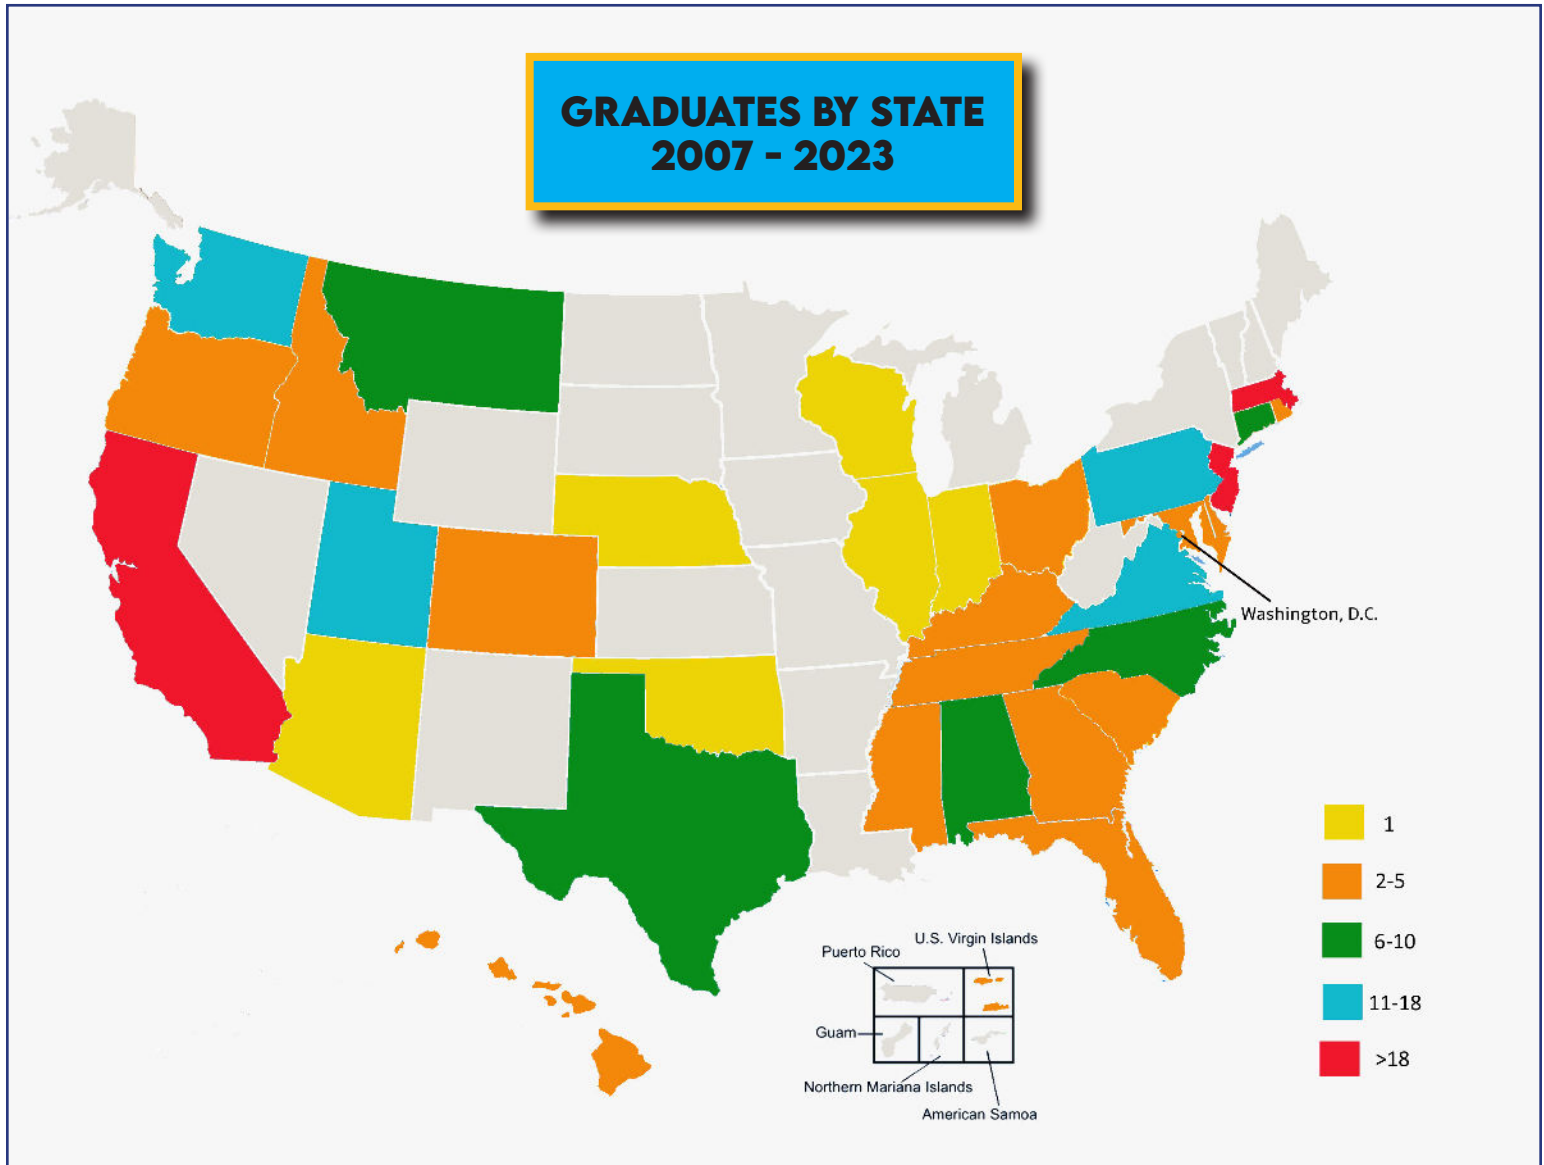 GRADUATES BY STATE
2007 - 2023
Washington, D.C.
1
2-5
6-10
11-18
>18
U.S. Virgin Islands
Puerto Rico
Guam
Northern Mariana Islands
American Samoa